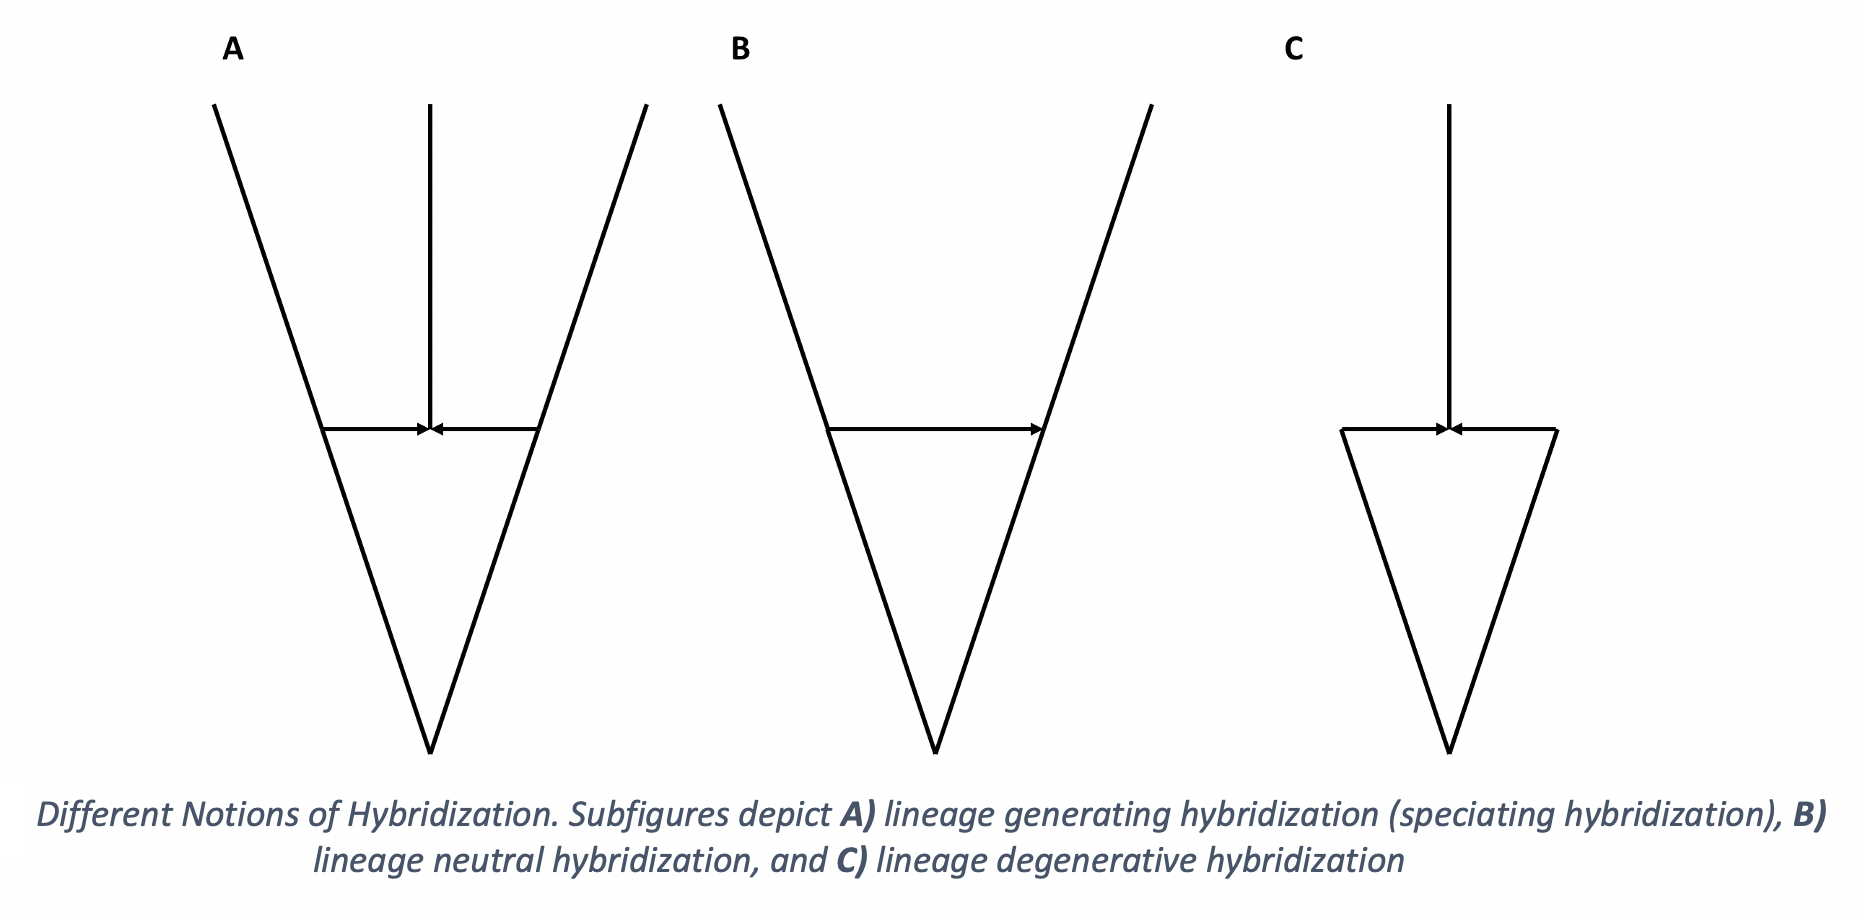 A B C
Different Notions of Hybridization. Subfigures depict A) lineage generating hybridization (speciating hybridization), B)
lineage neutral hybridization, and C) lineage degenerative hybridization